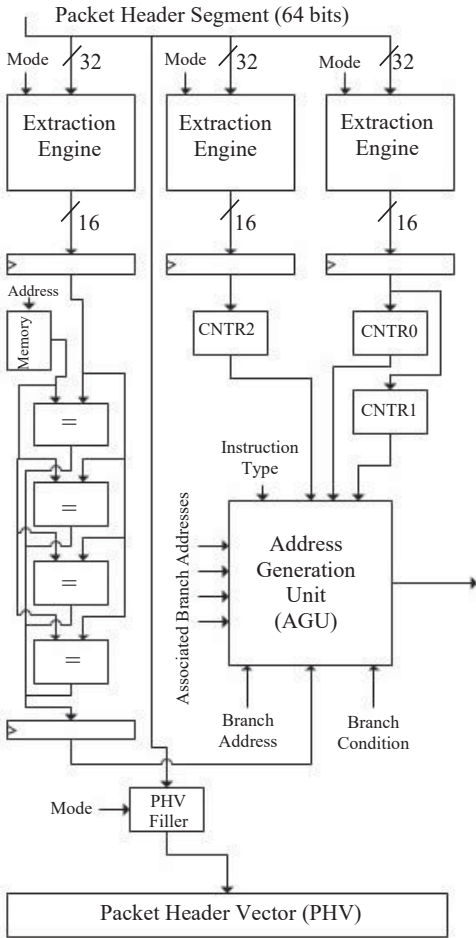 Packet Header Segment (64 bits)
Mode
32
Mode
32
Mode
32
Extraction
Engine
Extraction
Engine
Extraction
Engine
16
16
16
Address
Memory
CNTR2
CNTR0
CNTR1
=
=
=
=
Instruction
Type
Associated Branch Addresses
Address
Generation
Unit
(AGU)
Branch
Address
Branch
Condition
Mode
PHV
Filler
Packet Header Vector (PHV)